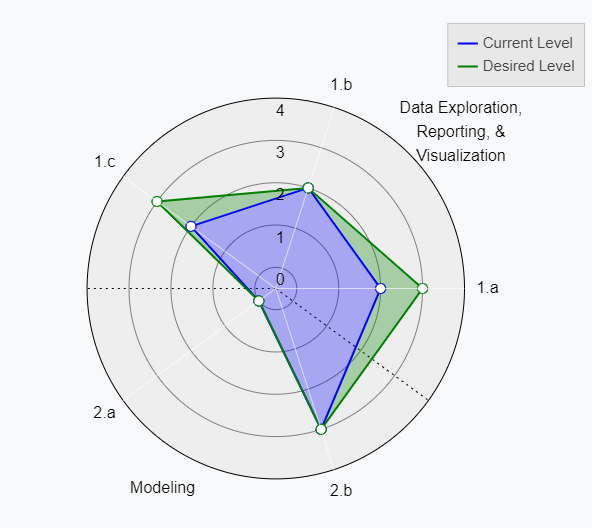 Current Level
Desired Level
1.b
Data Exploration,
Reporting, &
Visualization
4
3
2
1
0
1.c
1.a
2.a
Modeling
2.b